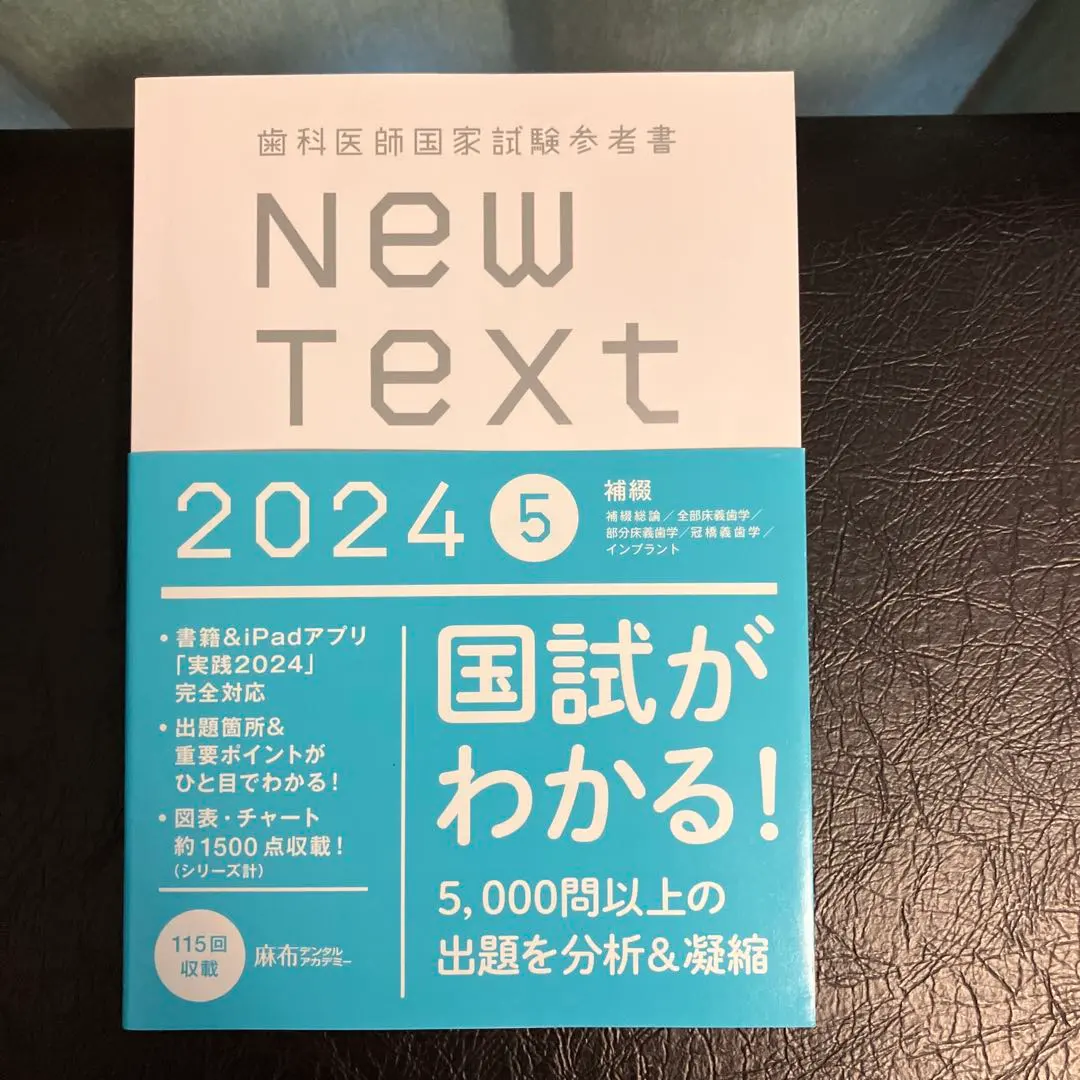 歯科医師国家試験参考書
New
Text
2024 5
補綴
補綴総論／全部床義歯学／
部分床義歯学／冠橋義歯学／
インプラント
・書籍&iPadアプリ
「実践2024」
完全対応
・出題箇所&
重要ポイントが
ひと目でわかる!
・図表・チャート
約1500点収載!
(シリーズ計)
115回
収載
麻布デンタル
アカデミー
国試が
わかる!
5,000問以上の
出題を分析&凝縮